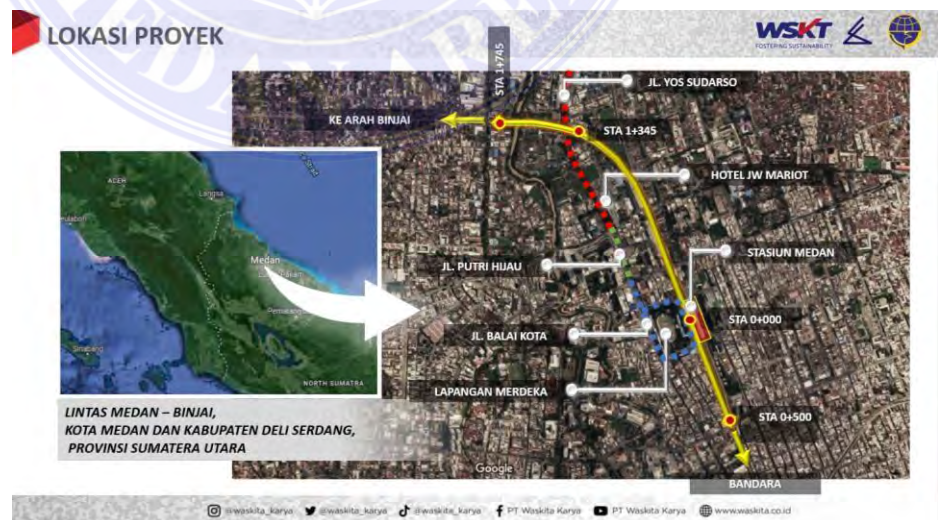 LOKASI PROYEK
WSKT
FOSTERING SUSTAINABILITY
STA 1+745
JL. YOS SUDARSO
KE ARAH BINJAI
STA 1+345
HOTEL JW MARIOT
ACEH
Langsa
Medan
STASIUN MEDAN
JL. PUTRI HIJAU
STA 0+000
JL. BALAI KOTA
Sinabang
NORTH SUMATRA
LAPANGAN MERDEKA
LINTAS MEDAN – BINJAI,
KOTA MEDAN DAN KABUPATEN DELI SERDANG,
PROVINSI SUMATERA UTARA
STA 0+500
Google
BANDARA
@waskita_karya @waskita_karya @waskita_karya PT Waskita Karya PT Waskita Karya www.waskita.co.id